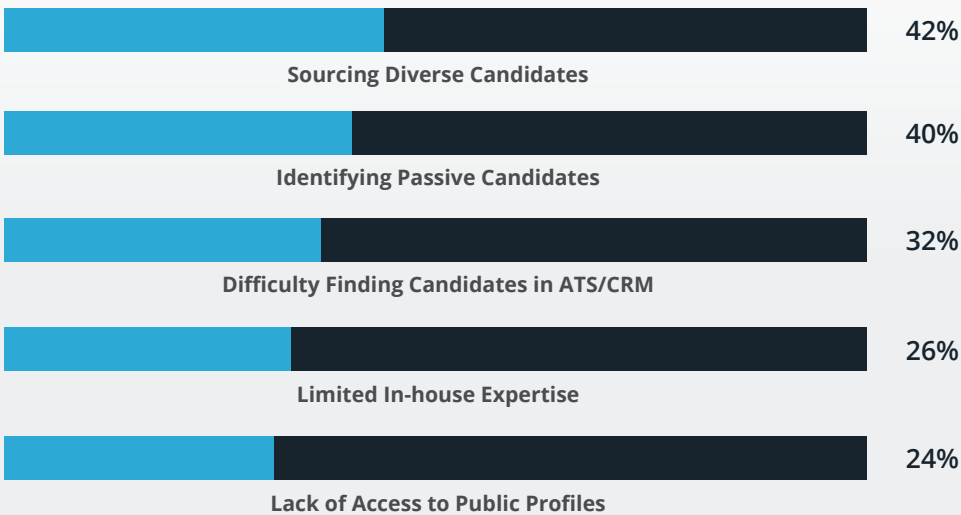 42%
Sourcing Diverse Candidates
40%
Identifying Passive Candidates
32%
Difficulty Finding Candidates in ATS/CRM
26%
Limited In-house Expertise
24%
Lack of Access to Public Profiles